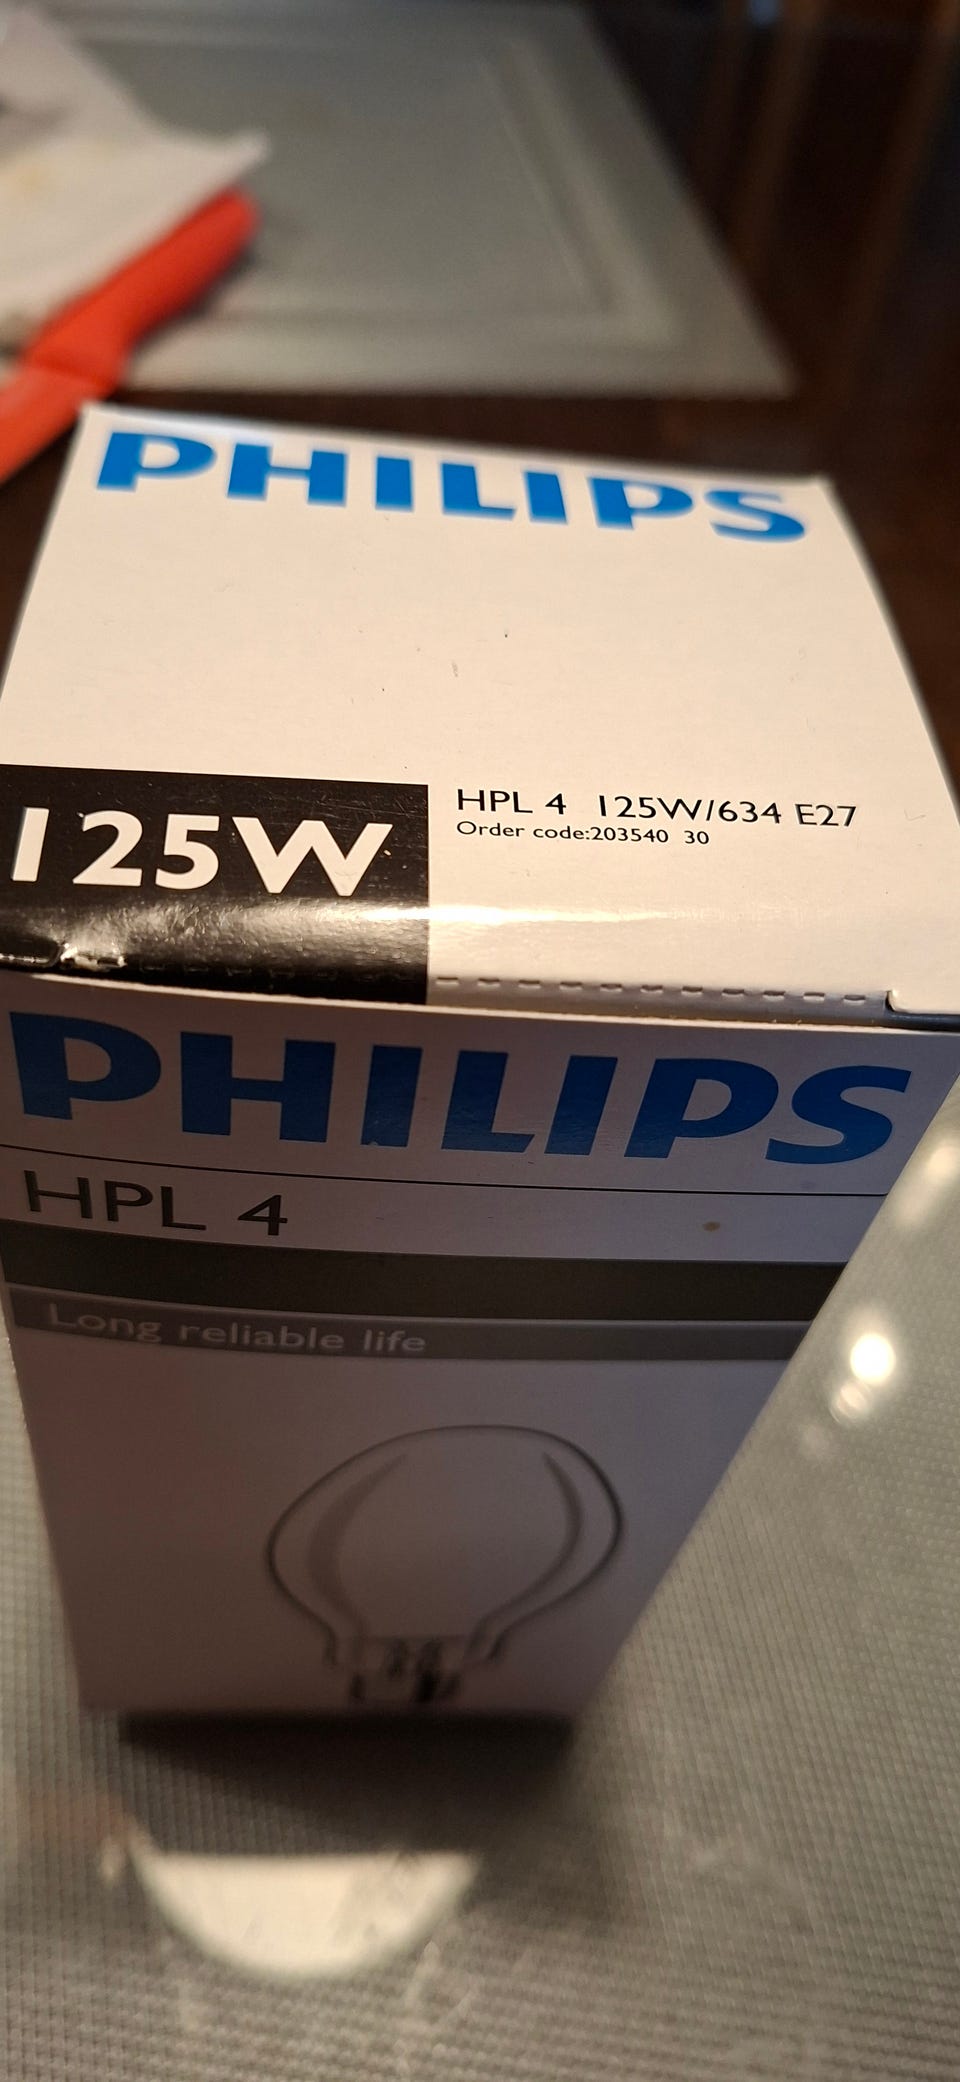 PHILIPS
125W
HPL 4 125W/634 E27
Order code:203540 30
PHILIPS
HPL 4
Long reliable life